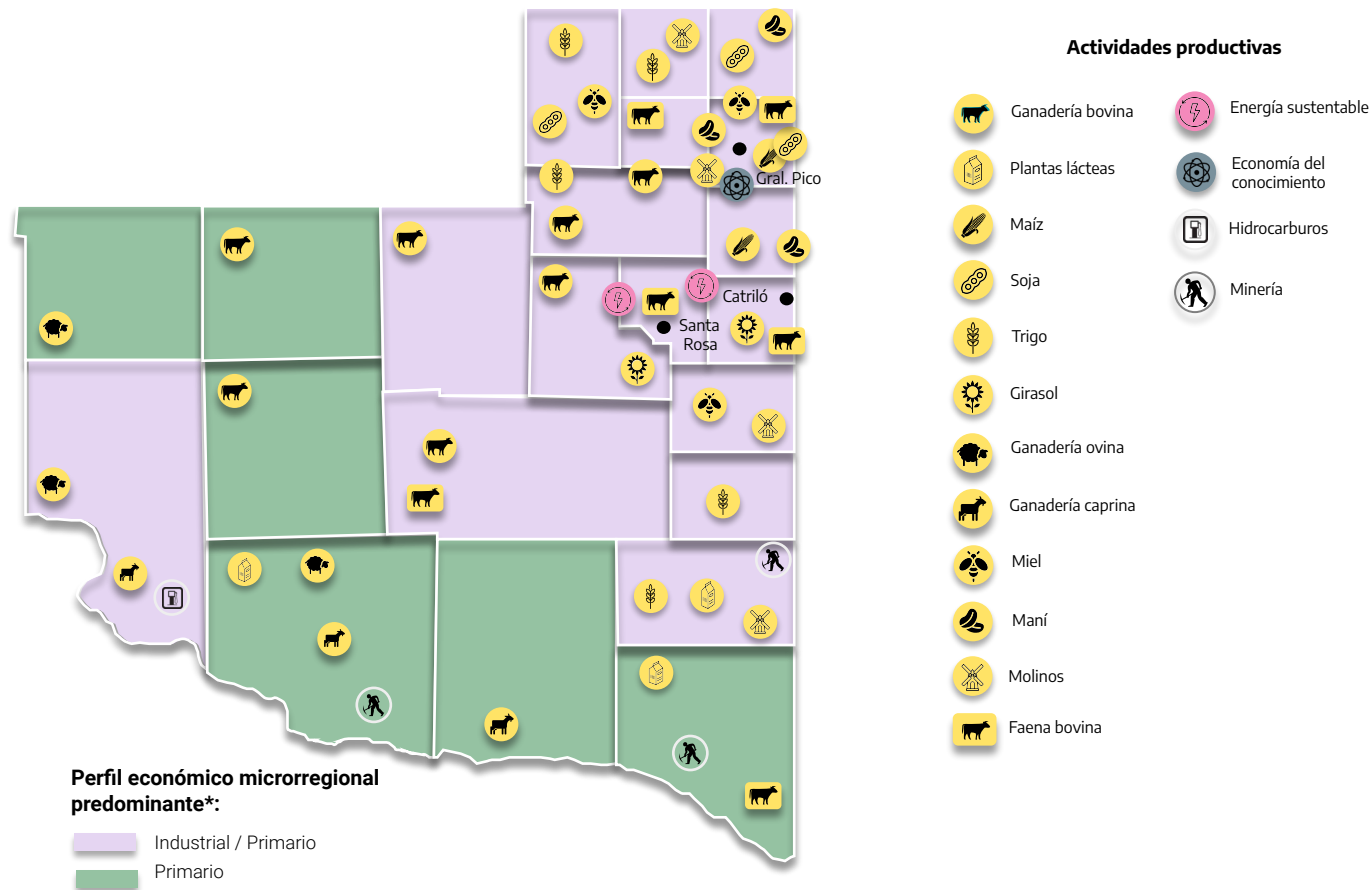 Actividades productivas
Ganadería bovina
Plantas lácteas
Maíz
Soja
Trigo
Girasol
Ganadería ovina
Ganadería caprina
Miel
Maní
Molinos
Faena bovina
Energía sustentable
Economía del
conocimiento
Hidrocarburos
Minería
Gral. Pico
Catriló
Santa
Rosa
Perfil económico microrregional
predominante*:
Industrial / Primario
Primario